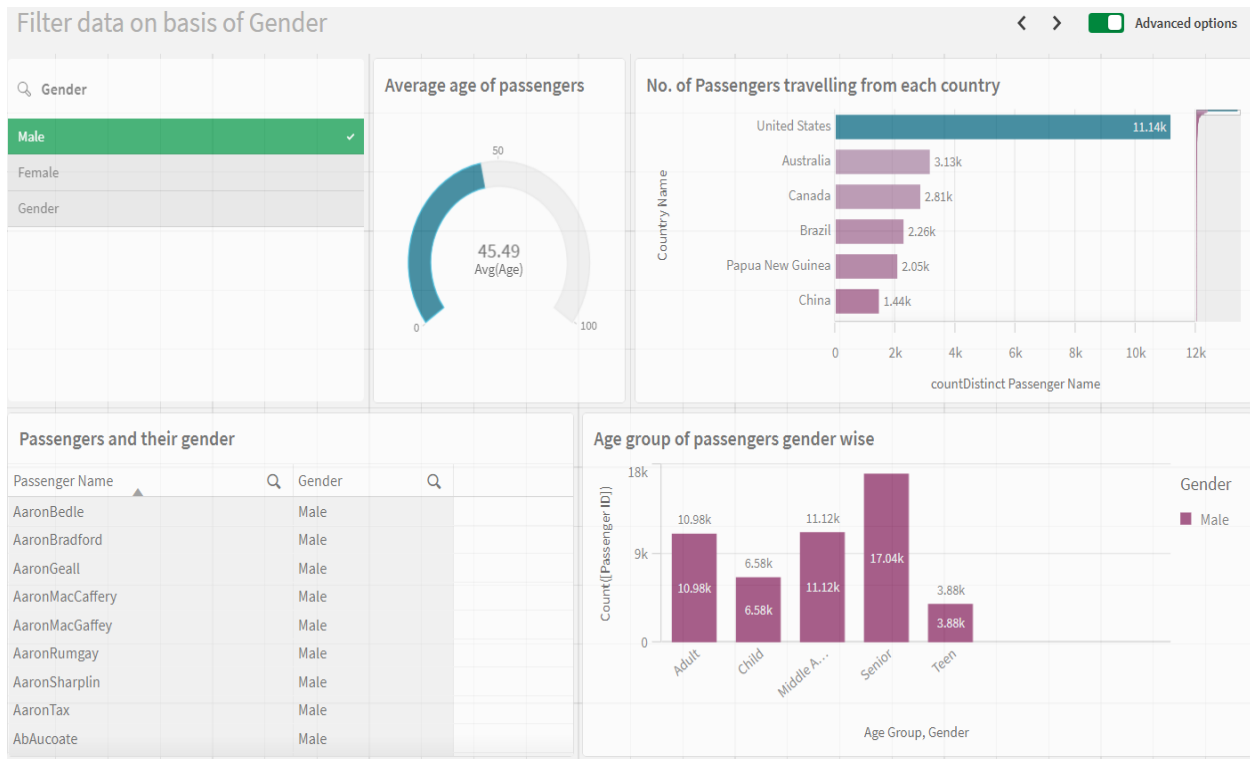 Filter data on basis of Gender
Advanced options
Gender
Male
Female
Gender
Average age of passengers
50
45.49
Avg(Age)
0
100
No. of Passengers travelling from each country
Country Name
United States 11.14k
Australia 3.13k
Canada 2.81k
Brazil 2.26k
Papua New Guinea 2.05k
China 1.44k
0 2k 4k 6k 8k 10k 12k
countDistinct Passenger Name
Passengers and their gender
Passenger Name Gender
AaronBedle Male
AaronBradford Male
AaronGeall Male
AaronMacCaffery Male
AaronMacGaffey Male
AaronRumgay Male
AaronSharplin Male
AaronTax Male
AbAucoate Male
Age group of passengers gender wise
Count([Passenger ID])
18k
9k
0
10.98k
10.98k
6.58k
6.58k
11.12k
11.12k
17.04k
3.88k
3.88k
Adult Child Middle A... Senior Teen
Age Group, Gender
Gender
Male